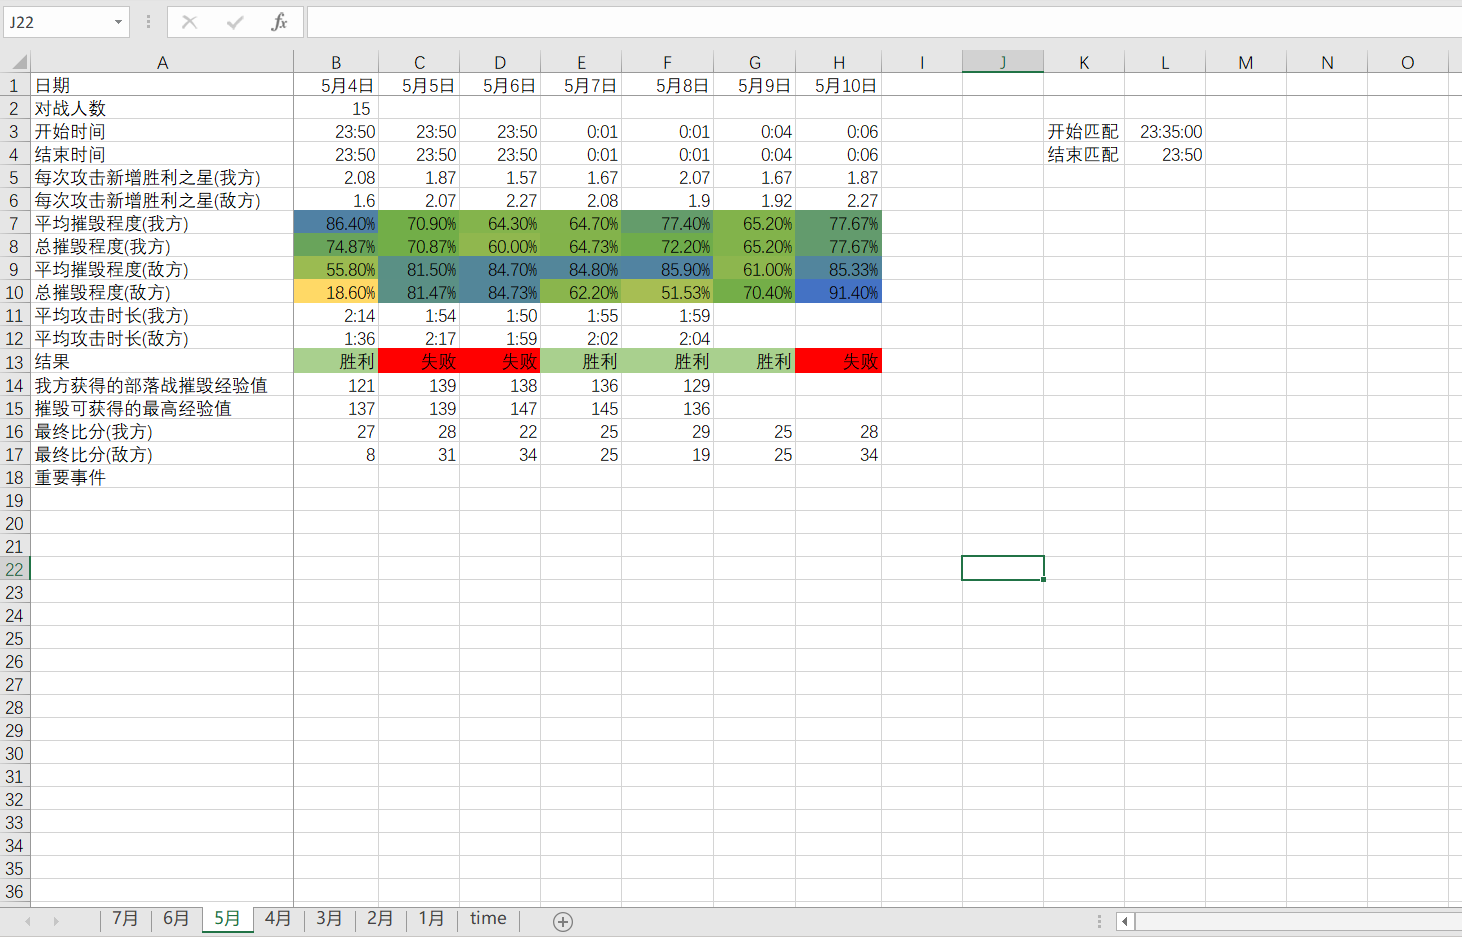 J22 fx
A B C D E F G H I J K L M N O
1 日期 5月4日 5月5日 5月6日 5月7日 5月8日 5月9日 5月10日
2 对战人数 15
3 开始时间 23:50 23:50 23:50 0:01 0:01 0:04 0:06 开始匹配 23:35:00
4 结束时间 23:50 23:50 23:50 0:01 0:01 0:04 0:06 结束匹配 23:50
5 每次攻击新增胜利之星(我方) 2.08 1.87 1.57 1.67 2.07 1.67 1.87
6 每次攻击新增胜利之星(敌方) 1.6 2.07 2.27 2.08 1.9 1.92 2.27
7 平均摧毁程度(我方) 86.40% 70.90% 64.30% 64.70% 77.40% 65.20% 77.67%
8 总摧毁程度(我方) 74.87% 70.87% 60.00% 64.73% 72.20% 65.20% 77.67%
9 平均摧毁程度(敌方) 55.80% 81.50% 84.70% 84.80% 85.90% 61.00% 85.33%
10 总摧毁程度(敌方) 18.60% 81.47% 84.73% 62.20% 51.53% 70.40% 91.40%
11 平均攻击时长(我方) 2:14 1:54 1:50 1:55 1:59
12 平均攻击时长(敌方) 1:36 2:17 1:59 2:02 2:04
13 结果 胜利 失败 失败 胜利 胜利 胜利 失败
14 我方获得的部落战摧毁经验值 121 139 138 136 129
15 摧毁可获得的最高经验值 137 139 147 145 136
16 最终比分(我方) 27 28 22 25 29 25 28
17 最终比分(敌方) 8 31 34 25 19 25 34
18 重要事件
19
20
21
22
23
24
25
26
27
28
29
30
31
32
33
34
35
36
7月 6月 5月 4月 3月 2月 1月 time